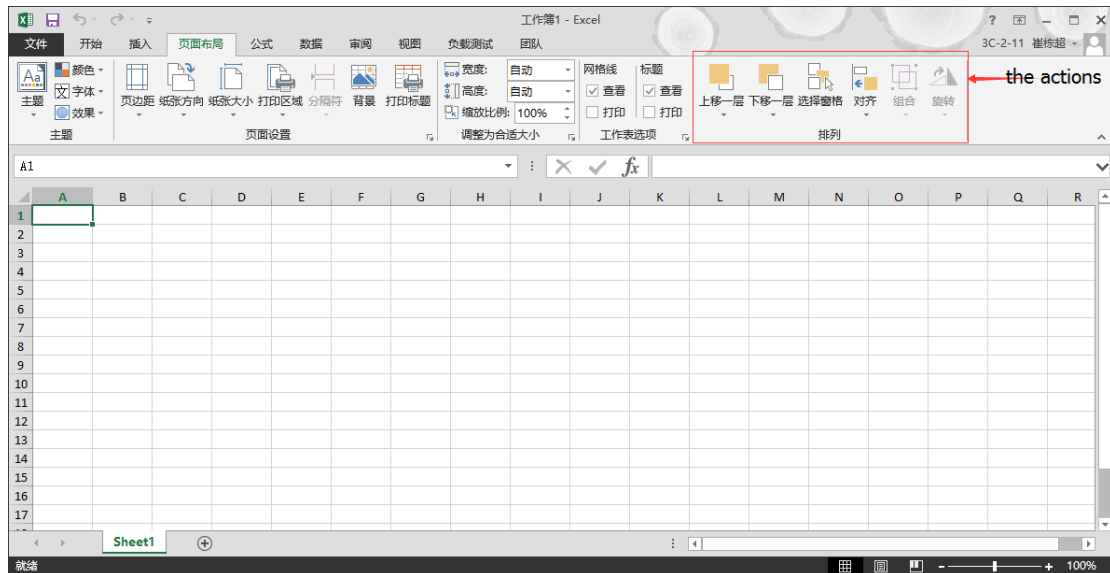 工作簿1 - Excel
文件 开始 插入 页面布局 公式 数据 审阅 视图 负载测试 团队 3C-2-11 崔栋超
主题 颜色 字体 效果 主题
页边距 纸张方向 纸张大小 打印区域 分隔符 背景 打印标题 页面设置
宽度: 自动
高度: 自动
缩放比例: 100%
调整为合适大小
网格线 标题
查看 查看
打印 打印
工作表选项
上移一层 下移一层 选择窗格 对齐 组合 旋转
排列
the actions
A1 fx
A B C D E F G H I J K L M N O P Q R
1
2
3
4
5
6
7
8
9
10
11
12
13
14
15
16
17
Sheet1
就绪 100%